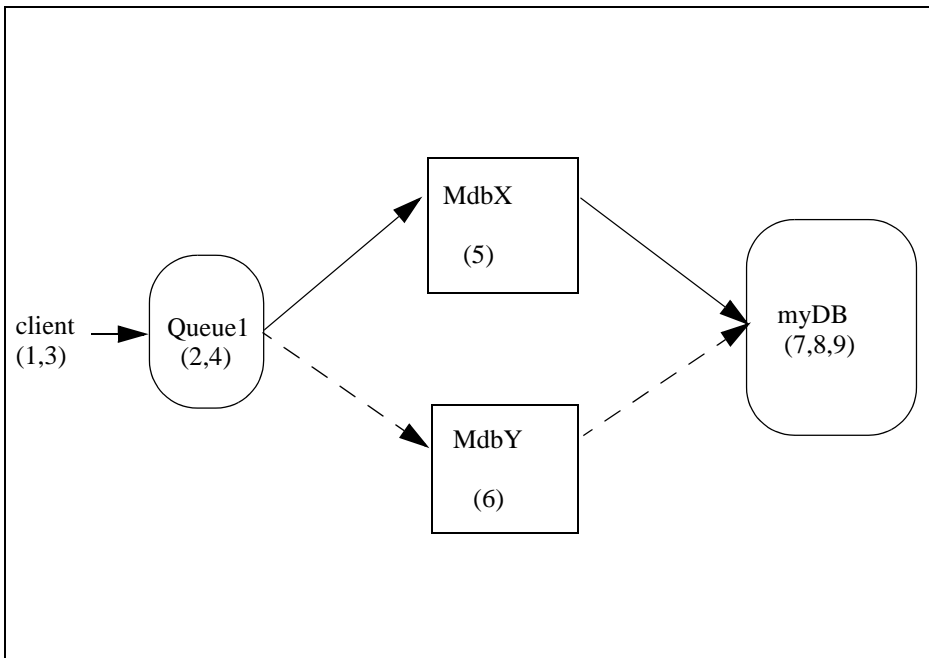 client
(1,3)
Queue1
(2,4)
MdbX
(5)
MdbY
(6)
myDB
(7,8,9)